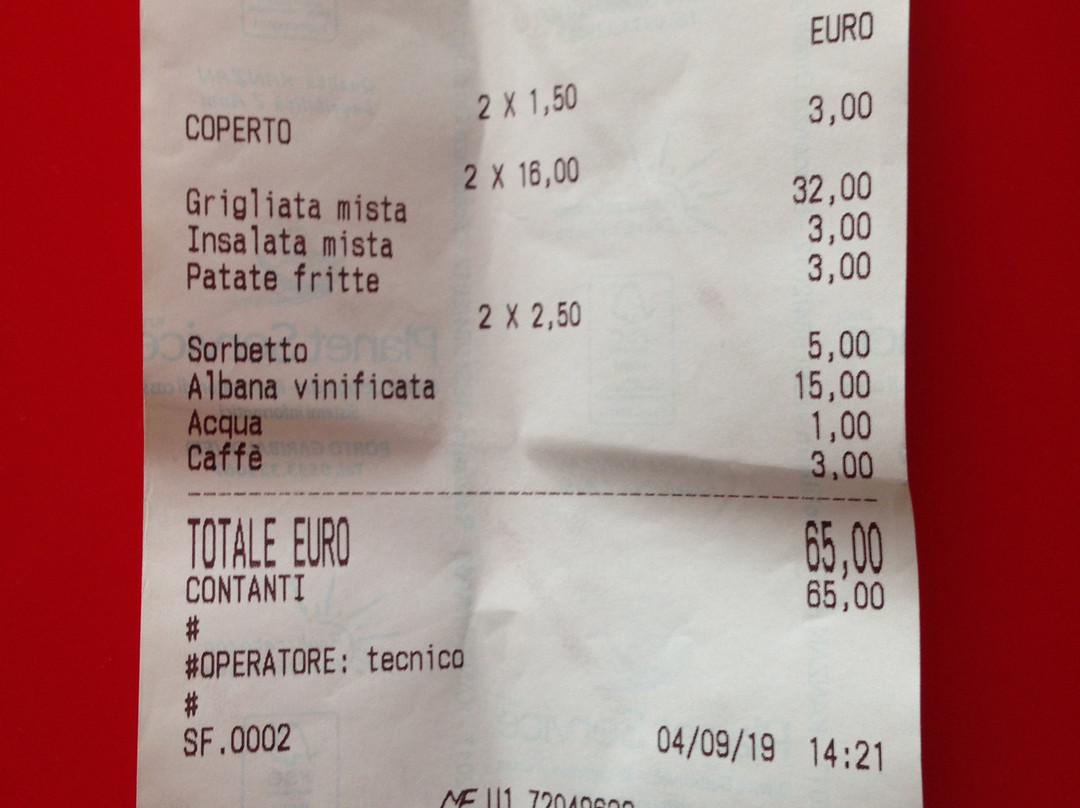 EURO
2 X 1,50
COPERTO 3,00
2 X 16,00
Grigliata mista 32,00
Insalata mista 3,00
Patate fritte 3,00
2 X 2,50
Sorbetto 5,00
Albana vinificata 15,00
Acqua 1,00
Caffè 3,00
TOTALE EURO 65,00
CONTANTI 65,00
#
#OPERATORE: tecnico
#
SF.0002 04/09/19 14:21
Planet Service